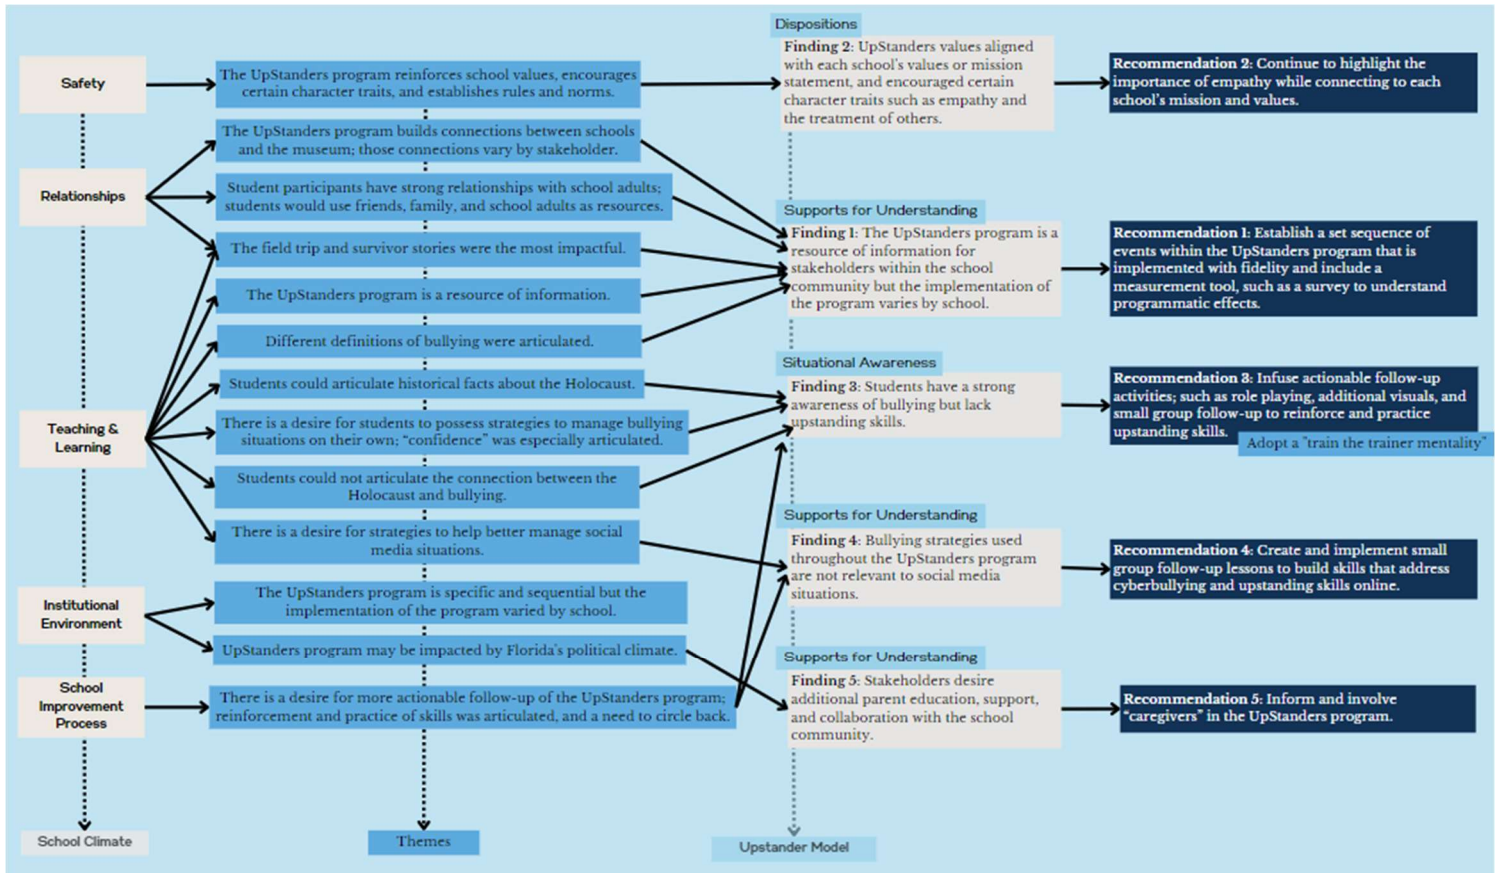 Safety
Relationships
Teaching &
Learning
Institutional
Environment
School
Improvement
Process
School Climate
The UpStanders program reinforces school values, encourages
certain character traits, and establishes rules and norms.
The UpStanders program builds connections between schools
and the museum; those connections vary by stakeholder.
Student participants have strong relationships with school adults;
students would use friends, family, and school adults as resources.
The field trip and survivor stories were the most impactful.
The UpStanders program is a resource of information.
Different definitions of bullying were articulated.
Students could articulate historical facts about the Holocaust.
There is a desire for students to possess strategies to manage bullying
situations on their own; “confidence” was especially articulated.
Students could not articulate the connection between the
Holocaust and bullying.
There is a desire for strategies to help better manage social
media situations.
The UpStanders program is specific and sequential but the
implementation of the program varied by school.
UpStanders program may be impacted by Florida's political climate.
There is a desire for more actionable follow-up of the UpStanders program;
reinforcement and practice of skills was articulated, and a need to circle back.
Themes
Dispositions
Finding 2: UpStanders values aligned
with each school's values or mission
statement, and encouraged certain
character traits such as empathy and
the treatment of others.
Supports for Understanding
Finding 1: The UpStanders program is a
resource of information for
stakeholders within the school
community but the implementation of
the program varies by school.
Situational Awareness
Finding 3: Students have a strong
awareness of bullying but lack
upstanding skills.
Supports for Understanding
Finding 4: Bullying strategies used
throughout the UpStanders program
are not relevant to social media
situations.
Supports for Understanding
Finding 5: Stakeholders desire
additional parent education, support,
and collaboration with the school
community.
Upstander Model
Recommendation 2: Continue to highlight the
importance of empathy while connecting to each
school's mission and values.
Recommendation 1: Establish a set sequence of
events within the UpStanders program that is
implemented with fidelity and include a
measurement tool, such as a survey to understand
programmatic effects.
Recommendation 3: Infuse actionable follow-up
activities; such as role playing, additional visuals, and
small group follow-up to reinforce and practice
upstanding skills.
Adopt a "train the trainer mentality"
Recommendation 4: Create and implement small
group follow-up lessons to build skills that address
cyberbullying and upstanding skills online.
Recommendation 5: Inform and involve
“caregivers” in the UpStanders program.